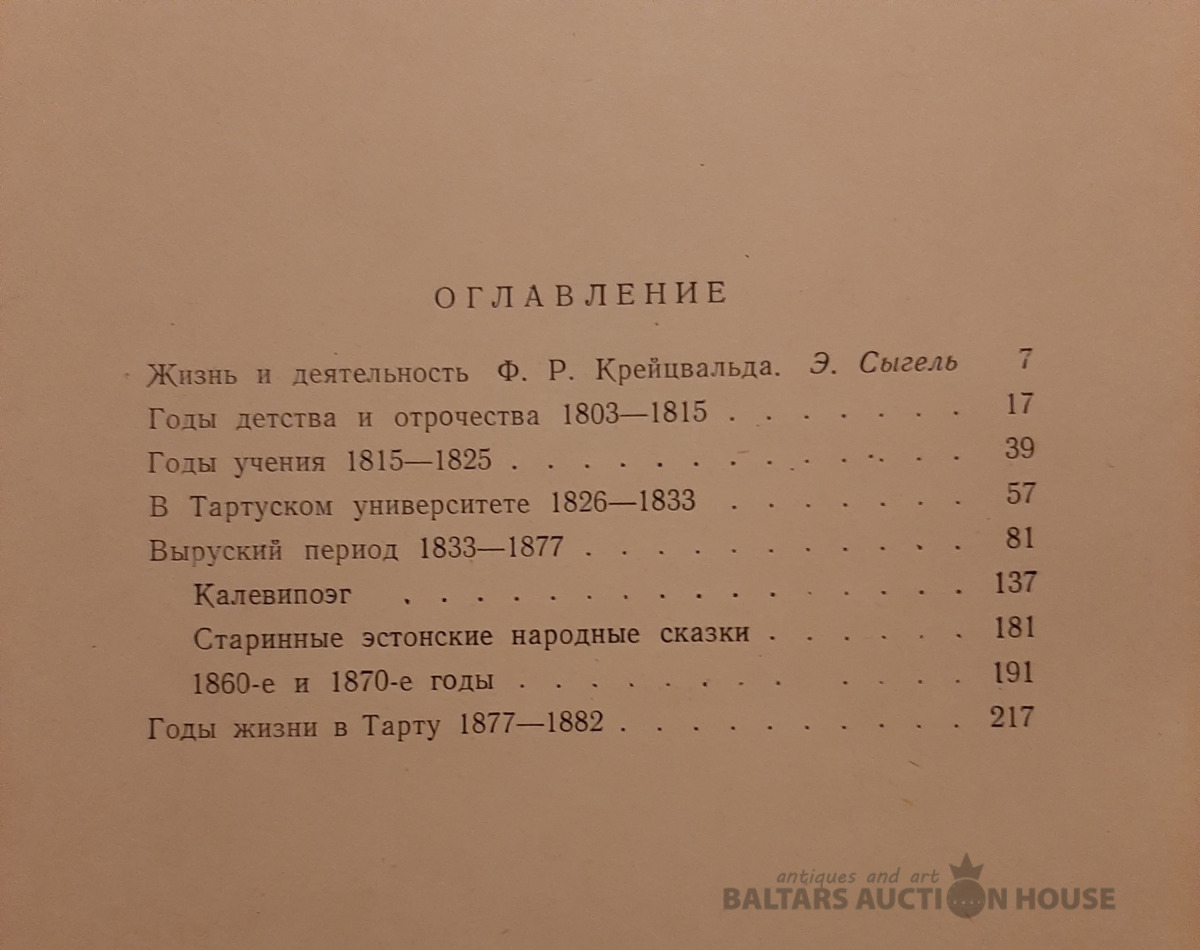 ОГЛАВЛЕНИЕ
Жизнь и деятельность Ф. Р. Крейцвальда. Э. Сыгель 7
Годы детства и отрочества 1803—1815 . . . . . . . 17
Годы учения 1815—1825 . . . . . . . . . . . . . 39
В Тартуском университете 1826—1833 . . . . . . . 57
Выруский период 1833—1877 . . . . . . . . . . . 81
Калевипоэг . . . . . . . . . . . . . . . . 137
Старинные эстонские народные сказки . . . . . . 181
1860-е и 1870-е годы . . . . . . . . . . . . 191
Годы жизни в Тарту 1877—1882 . . . . . . . . . . 217
antiques and art
BALTARS AUCTION HOUSE